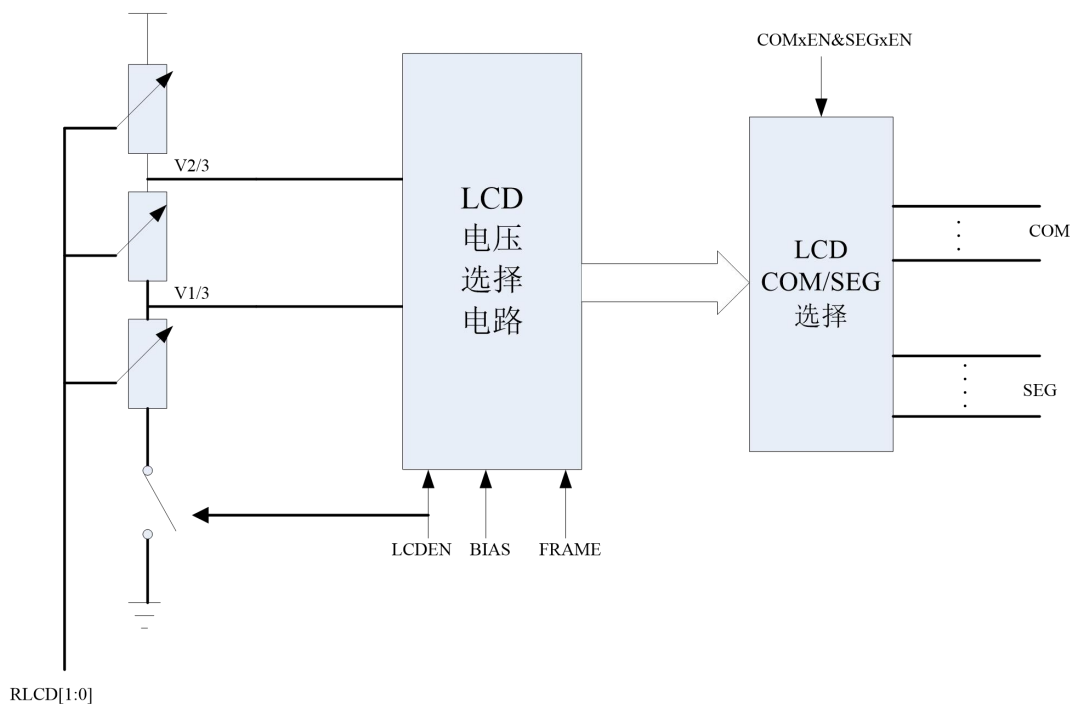 COMxEN&SEGxEN
V2/3
V1/3
LCD
电压
选择
电路
LCD
COM/SEG
选择
COM
SEG
LCDEN
BIAS
FRAME
RLCD[1:0]